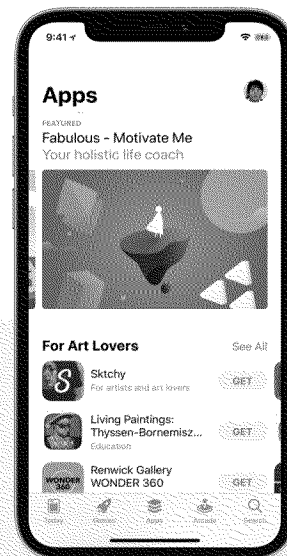 9:41
Apps
FEATURED
Fabulous - Motivate Me
Your holistic life coach
For Art Lovers
See All
S
Sktchy
For artists and art lovers
GET
Living Paintings:
Thyssen-Bornemisz...
Education
GET
WONDER
360
Renwick Gallery
WONDER 360
GET
Today
Games
Apps
Arcade
Search